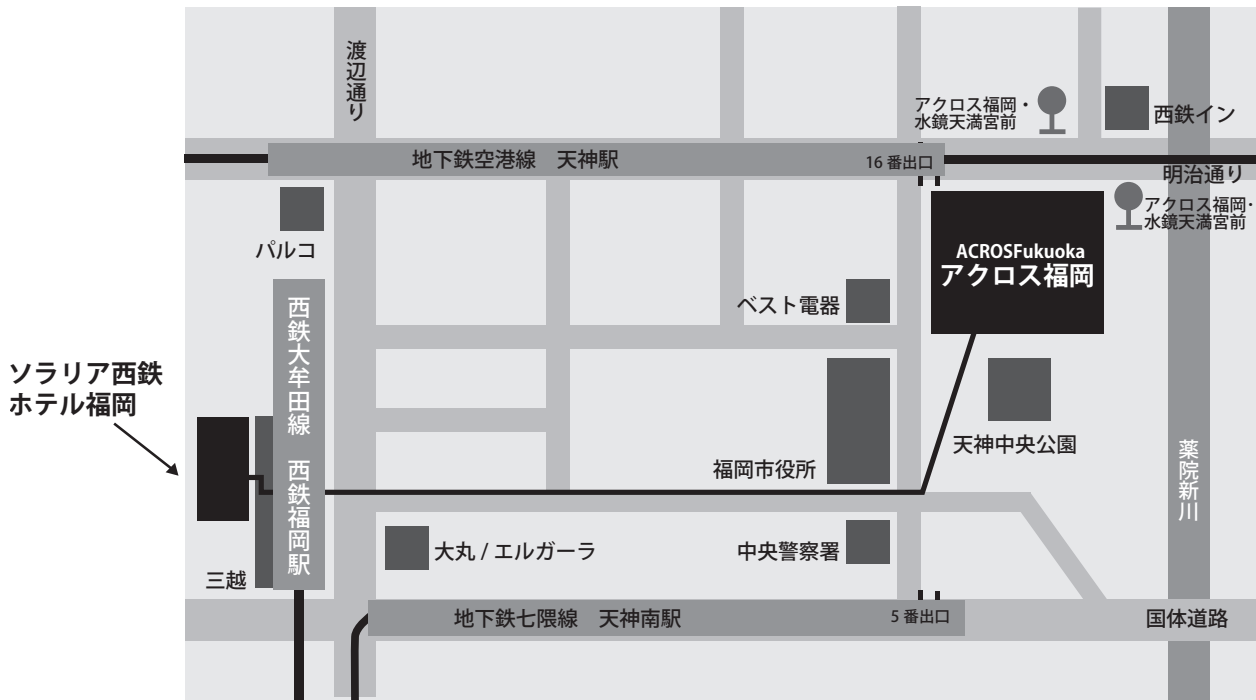 渡辺通り
アクロス福岡・
水鏡天満宮前
西鉄イン
地下鉄空港線　天神駅
16 番出口
明治通り
アクロス福岡・
水鏡天満宮前
パルコ
ACROSFukuoka
アクロス福岡
ベスト電器
西鉄大牟田線　西鉄福岡駅
ソラリア西鉄
ホテル福岡
天神中央公園
福岡市役所
薬院新川
大丸 / エルガーラ
中央警察署
三越
地下鉄七隈線　天神南駅
5 番出口
国体道路